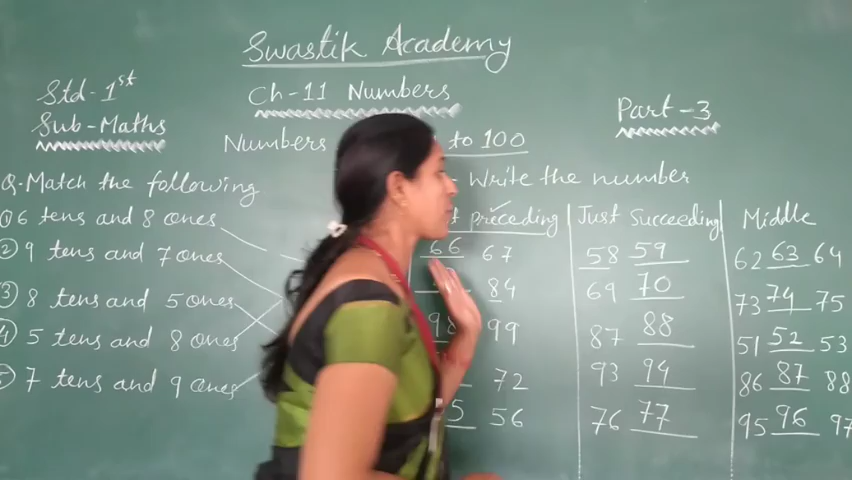 Swastik Academy
Std-1st
Sub-Maths
Ch-11 Numbers
Part-3
Numbers to 100
Q. Match the following
① 6 tens and 8 ones
② 9 tens and 7 ones
③ 8 tens and 5 ones
④ 5 tens and 8 ones
⑤ 7 tens and 9 ones
- Write the number
preceding
66 67
84
98 99
72
5 56
Just Succeeding
58 59
69 70
87 88
93 94
76 77
Middle
62 63 64
73 74 75
51 52 53
86 87 88
95 96 97